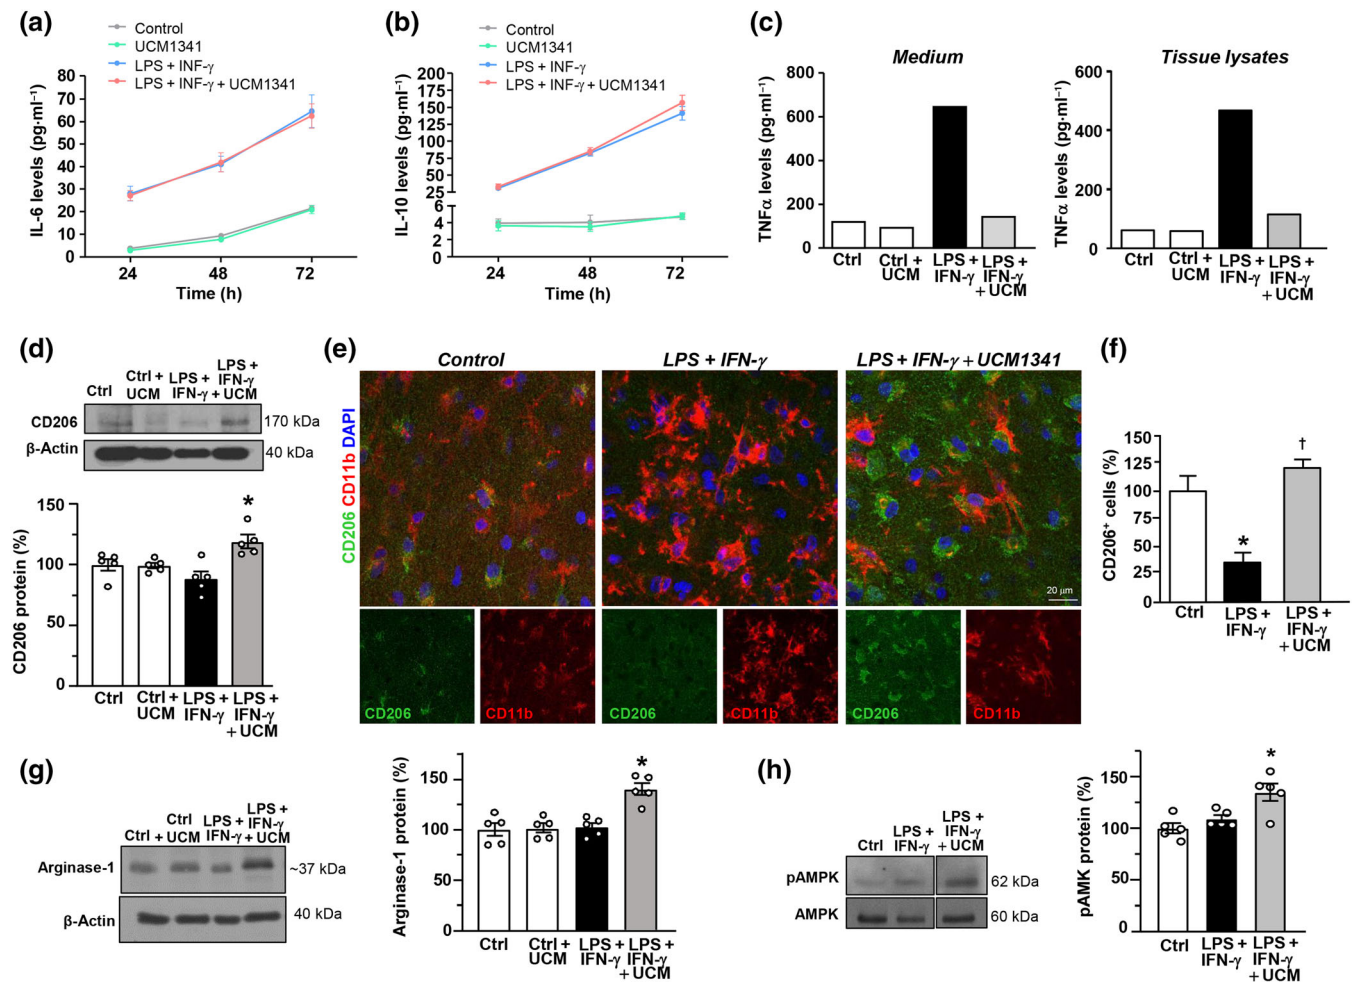 (a)
Control
UCM1341
LPS + INF-γ
LPS + INF-γ + UCM1341
IL-6 levels (pg·ml⁻¹)
80
70
60
50
40
30
20
10
0
24 48 72
Time (h)
(b)
Control
UCM1341
LPS + INF-γ
LPS + INF-γ + UCM1341
IL-10 levels (pg·ml⁻¹)
200
175
150
125
100
75
50
25
6
4
2
0
24 48 72
Time (h)
(c)
Medium
TNFα levels (pg·ml⁻¹)
800
600
400
200
0
Ctrl
Ctrl +
UCM
LPS +
IFN-γ
LPS +
IFN-γ
+ UCM
Tissue lysates
TNFα levels (pg·ml⁻¹)
600
400
200
0
Ctrl
Ctrl +
UCM
LPS +
IFN-γ
LPS +
IFN-γ
+ UCM
(d)
Ctrl
Ctrl +
UCM
LPS +
IFN-γ
LPS +
IFN-γ
+ UCM
CD206
170 kDa
β-Actin
40 kDa
CD206 protein (%)
150
100
50
0
*
Ctrl
Ctrl +
UCM
LPS +
IFN-γ
LPS +
IFN-γ
+ UCM
(e)
Control
LPS + IFN-γ
LPS + IFN-γ + UCM1341
CD206 CD11b DAPI
20 μm
CD206
CD11b
CD206
CD11b
CD206
CD11b
(f)
CD206⁺ cells (%)
150
125
100
50
25
0
*
†
Ctrl
LPS +
IFN-γ
LPS +
IFN-γ
+ UCM
(g)
Ctrl
Ctrl
+ UCM
LPS +
IFN-γ
LPS +
IFN-γ
+ UCM
Arginase-1
~37 kDa
β-Actin
40 kDa
Arginase-1 protein (%)
150
100
50
0
*
Ctrl
Ctrl +
UCM
LPS +
IFN-γ
LPS +
IFN-γ
+ UCM
(h)
Ctrl
LPS +
IFN-γ
LPS +
IFN-γ
+ UCM
pAMPK
62 kDa
AMPK
60 kDa
pAMK protein (%)
150
100
50
0
*
Ctrl
LPS +
IFN-γ
LPS +
IFN-γ
+ UCM